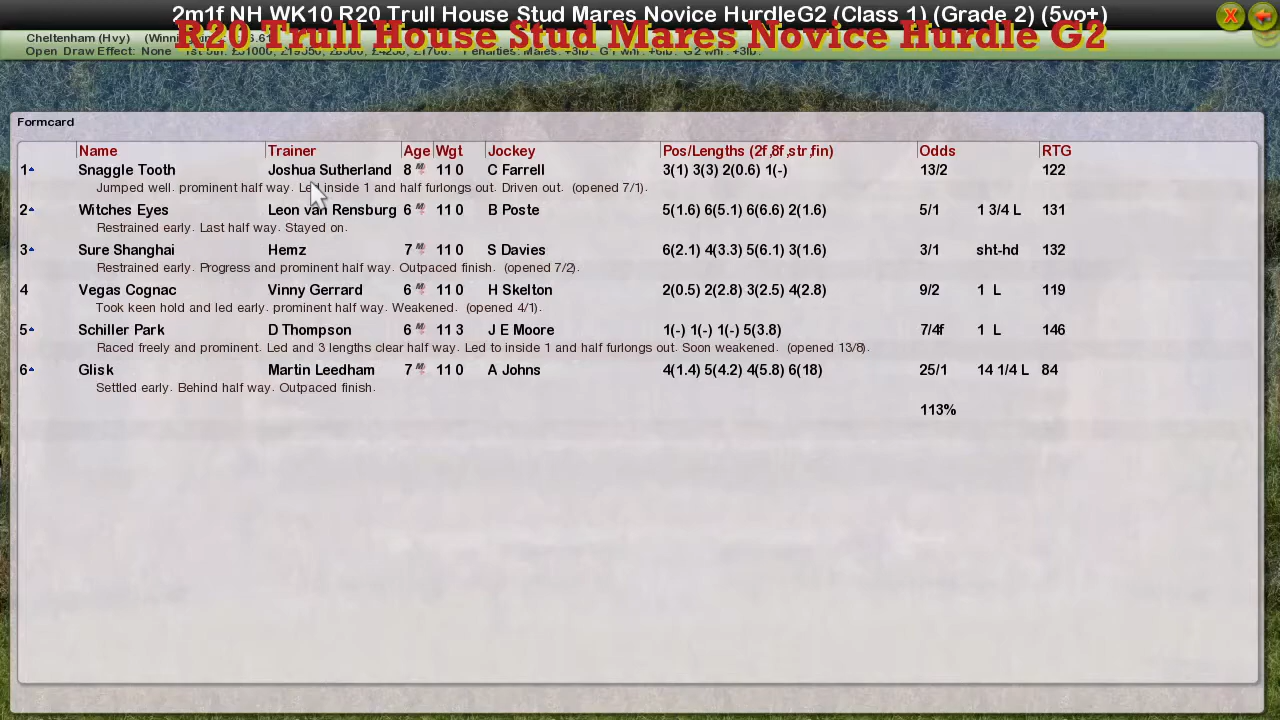 2m1f NH WK10 R20 Trull House Stud Mares Novice HurdleG2 (Class 1) (Grade 2) (5yo+)
R20 Trull House Stud Mares Novice Hurdle G2
Cheltenham (Hvy)
Open Draw Effect: None Penalties: Males: +3lb.
Formcard
Name Trainer Age Wgt Jockey Pos/Lengths (2f,8f,str,fin) Odds RTG
1 Snaggle Tooth Joshua Sutherland 8 11 0 C Farrell 3(1) 3(3) 2(0.6) 1(-) 13/2 122
Jumped well. prominent half way. Led inside 1 and half furlongs out. Driven out. (opened 7/1).
2 Witches Eyes Leon van Rensburg 6 11 0 B Poste 5(1.6) 6(5.1) 6(6.6) 2(1.6) 5/1 1 3/4 L 131
Restrained early. Last half way. Stayed on.
3 Sure Shanghai Hemz 7 11 0 S Davies 6(2.1) 4(3.3) 5(6.1) 3(1.6) 3/1 sht-hd 132
Restrained early. Progress and prominent half way. Outpaced finish. (opened 7/2).
4 Vegas Cognac Vinny Gerrard 6 11 0 H Skelton 2(0.5) 2(2.8) 3(2.5) 4(2.8) 9/2 1 L 119
Took keen hold and led early. prominent half way. Weakened. (opened 4/1).
5 Schiller Park D Thompson 6 11 3 J E Moore 1(-) 1(-) 1(-) 5(3.8) 7/4f 1 L 146
Raced freely and prominent. Led and 3 lengths clear half way. Led to inside 1 and half furlongs out. Soon weakened. (opened 13/8).
6 Glisk Martin Leedham 7 11 0 A Johns 4(1.4) 5(4.2) 4(5.8) 6(18) 25/1 14 1/4 L 84
Settled early. Behind half way. Outpaced finish.
113%